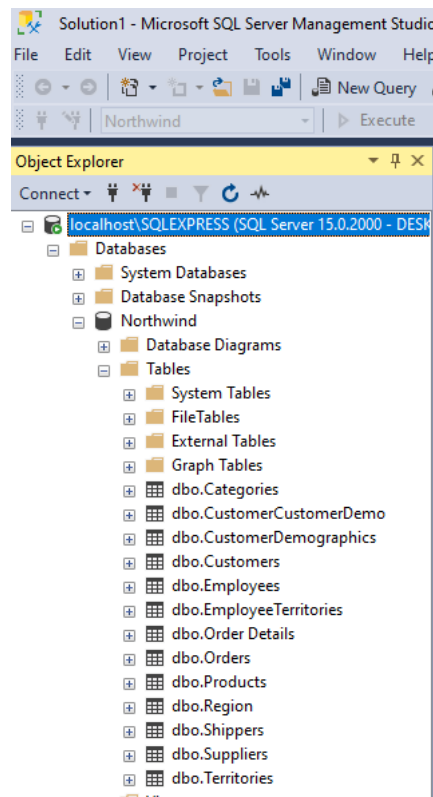 Solution1 - Microsoft SQL Server Management Studio
File Edit View Project Tools Window Help
New Query
Northwind Execute
Object Explorer
Connect
localhost\SQLEXPRESS (SQL Server 15.0.2000 - DESK
Databases
System Databases
Database Snapshots
Northwind
Database Diagrams
Tables
System Tables
FileTables
External Tables
Graph Tables
dbo.Categories
dbo.CustomerCustomerDemo
dbo.CustomerDemographics
dbo.Customers
dbo.Employees
dbo.EmployeeTerritories
dbo.Order Details
dbo.Orders
dbo.Products
dbo.Region
dbo.Shippers
dbo.Suppliers
dbo.Territories